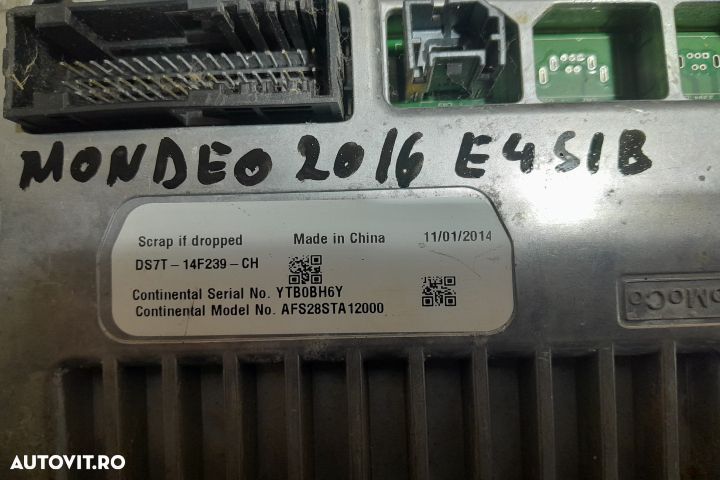 MONDEO 2016 E4SIB
Scrap if dropped Made in China 11/01/2014
DS7T-14F239-CH
Continental Serial No. YTB0BH6Y
Continental Model No. AFS28STA12000
oMoCo
AUTOVIT.RO